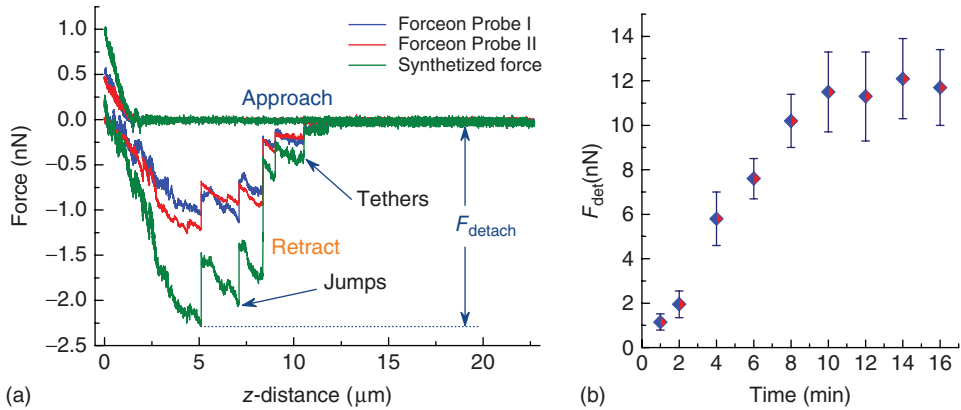 Forceon Probe I
Forceon Probe II
Synthetized force
Approach
Tethers
F_detach
Retract
Jumps
Force (nN)
1.0
0.5
0.0
−0.5
−1.0
−1.5
−2.0
−2.5
0 5 10 15 20
z-distance (μm)
(a)
F_det(nN)
14
12
10
8
6
4
2
0
0 2 4 6 8 10 12 14 16
Time (min)
(b)